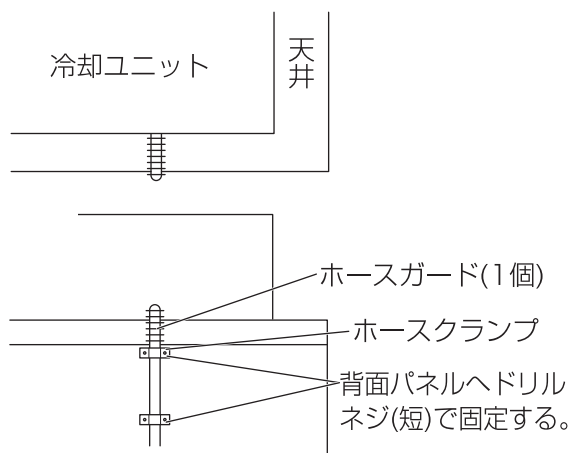 冷却ユニット
天井
ホースガード(1個)
ホースクランプ
背面パネルへドリル
ネジ(短)で固定する。